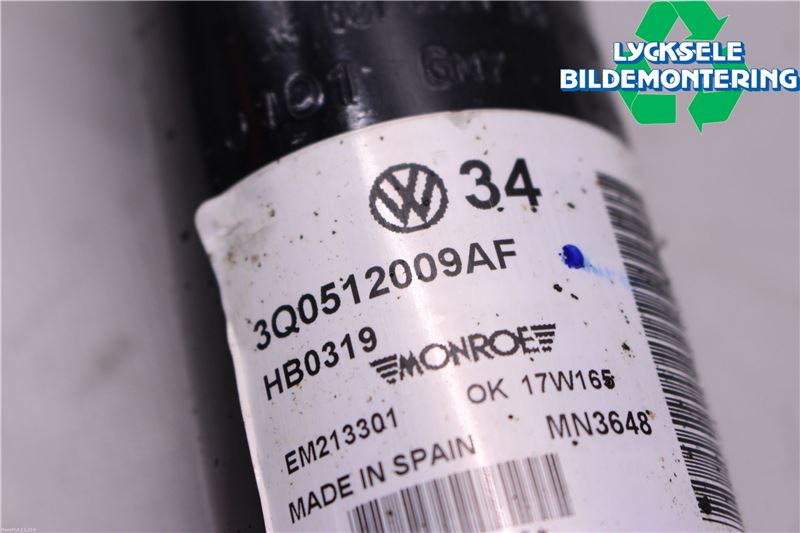 LYCKSELE
BILDEMONTERING
34
3Q0512009AF
HB0319
MONROE
OK 17W165
EM213301
MN3648
MADE IN SPAIN